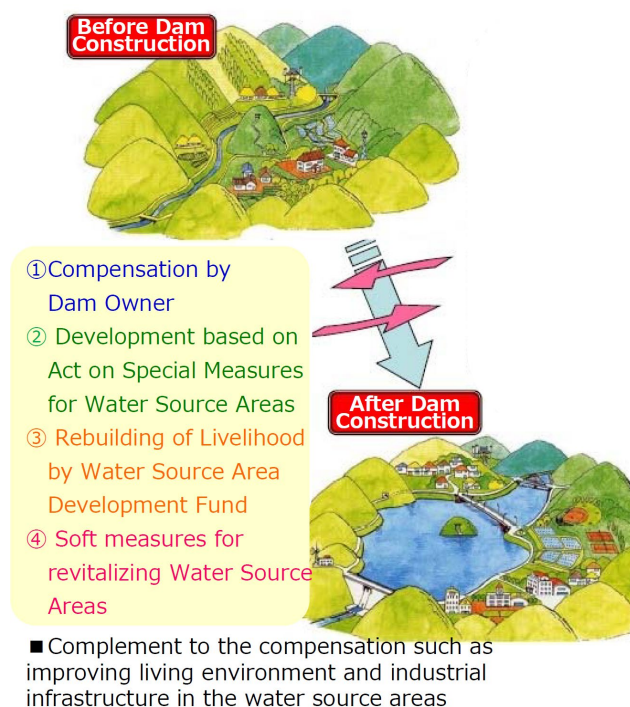 Before Dam
Construction
①Compensation by
Dam Owner
② Development based on
Act on Special Measures
for Water Source Areas
③ Rebuilding of Livelihood
by Water Source Area
Development Fund
④ Soft measures for
revitalizing Water Source
Areas
After Dam
Construction
■Complement to the compensation such as
improving living environment and industrial
infrastructure in the water source areas